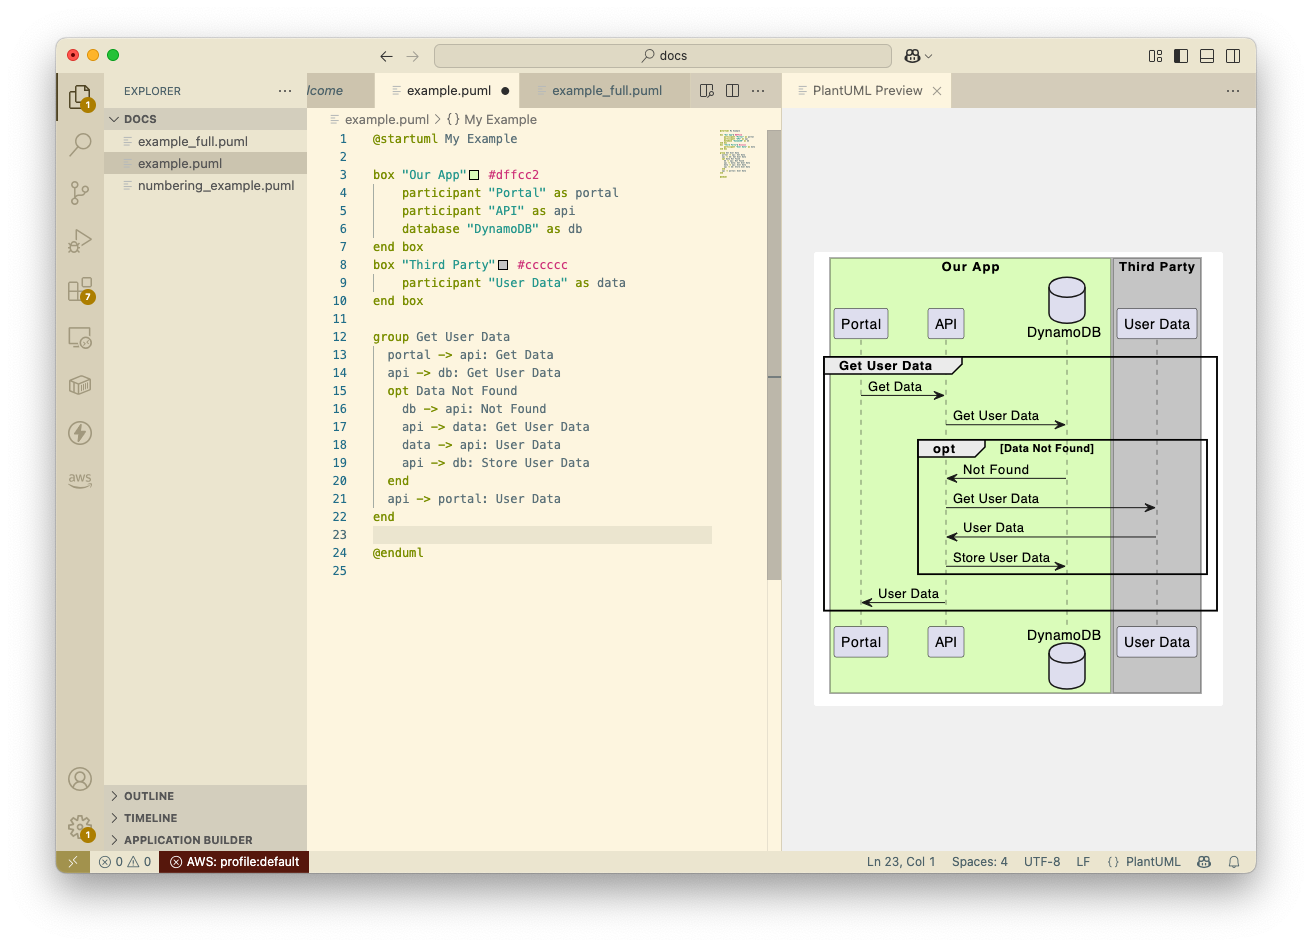 docs
EXPLORER
lcome
example.puml
example_full.puml
PlantUML Preview
DOCS
example_full.puml
example.puml
numbering_example.puml
example.puml > {} My Example
1 @startuml My Example
2
3 box "Our App" #dffcc2
4 participant "Portal" as portal
5 participant "API" as api
6 database "DynamoDB" as db
7 end box
8 box "Third Party" #cccccc
9 participant "User Data" as data
10 end box
11
12 group Get User Data
13 portal -> api: Get Data
14 api -> db: Get User Data
15 opt Data Not Found
16 db -> api: Not Found
17 api -> data: Get User Data
18 data -> api: User Data
19 api -> db: Store User Data
20 end
21 api -> portal: User Data
22 end
23
24 @enduml
25
Our App
Third Party
Portal
API
DynamoDB
User Data
Get User Data
Get Data
Get User Data
opt
[Data Not Found]
Not Found
Get User Data
User Data
Store User Data
User Data
Portal
API
DynamoDB
User Data
1
7
aws
1
OUTLINE
TIMELINE
APPLICATION BUILDER
0 0
AWS: profile:default
Ln 23, Col 1
Spaces: 4
UTF-8
LF
{} PlantUML